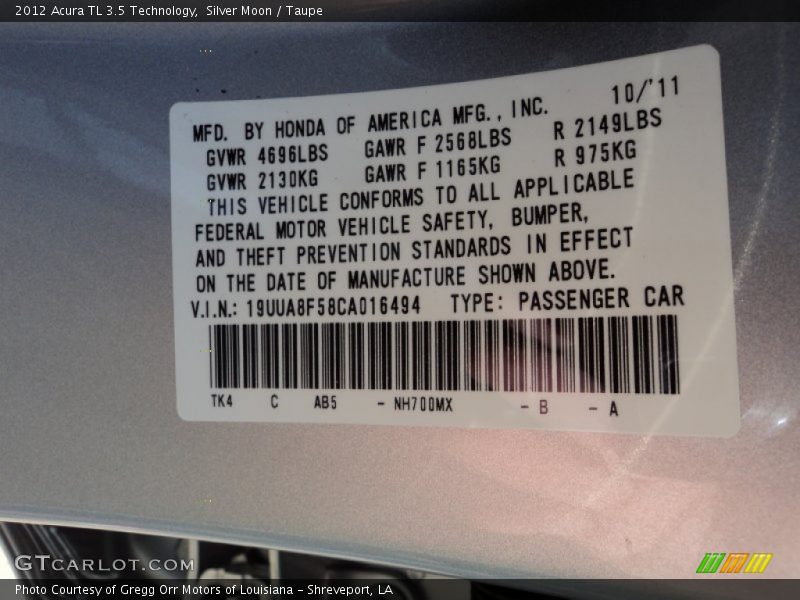 2012 Acura TL 3.5 Technology, Silver Moon / Taupe
10/'11
MFD. BY HONDA OF AMERICA MFG., INC.
GVWR 4696LBS GAWR F 2568LBS R 2149LBS
GVWR 2130KG GAWR F 1165KG R 975KG
THIS VEHICLE CONFORMS TO ALL APPLICABLE
FEDERAL MOTOR VEHICLE SAFETY, BUMPER,
AND THEFT PREVENTION STANDARDS IN EFFECT
ON THE DATE OF MANUFACTURE SHOWN ABOVE.
V.I.N.: 19UUA8F58CA016494 TYPE: PASSENGER CAR
TK4 C AB5 - NH700MX - B - A
GTCARLOT.COM
Photo Courtesy of Gregg Orr Motors of Louisiana – Shreveport, LA